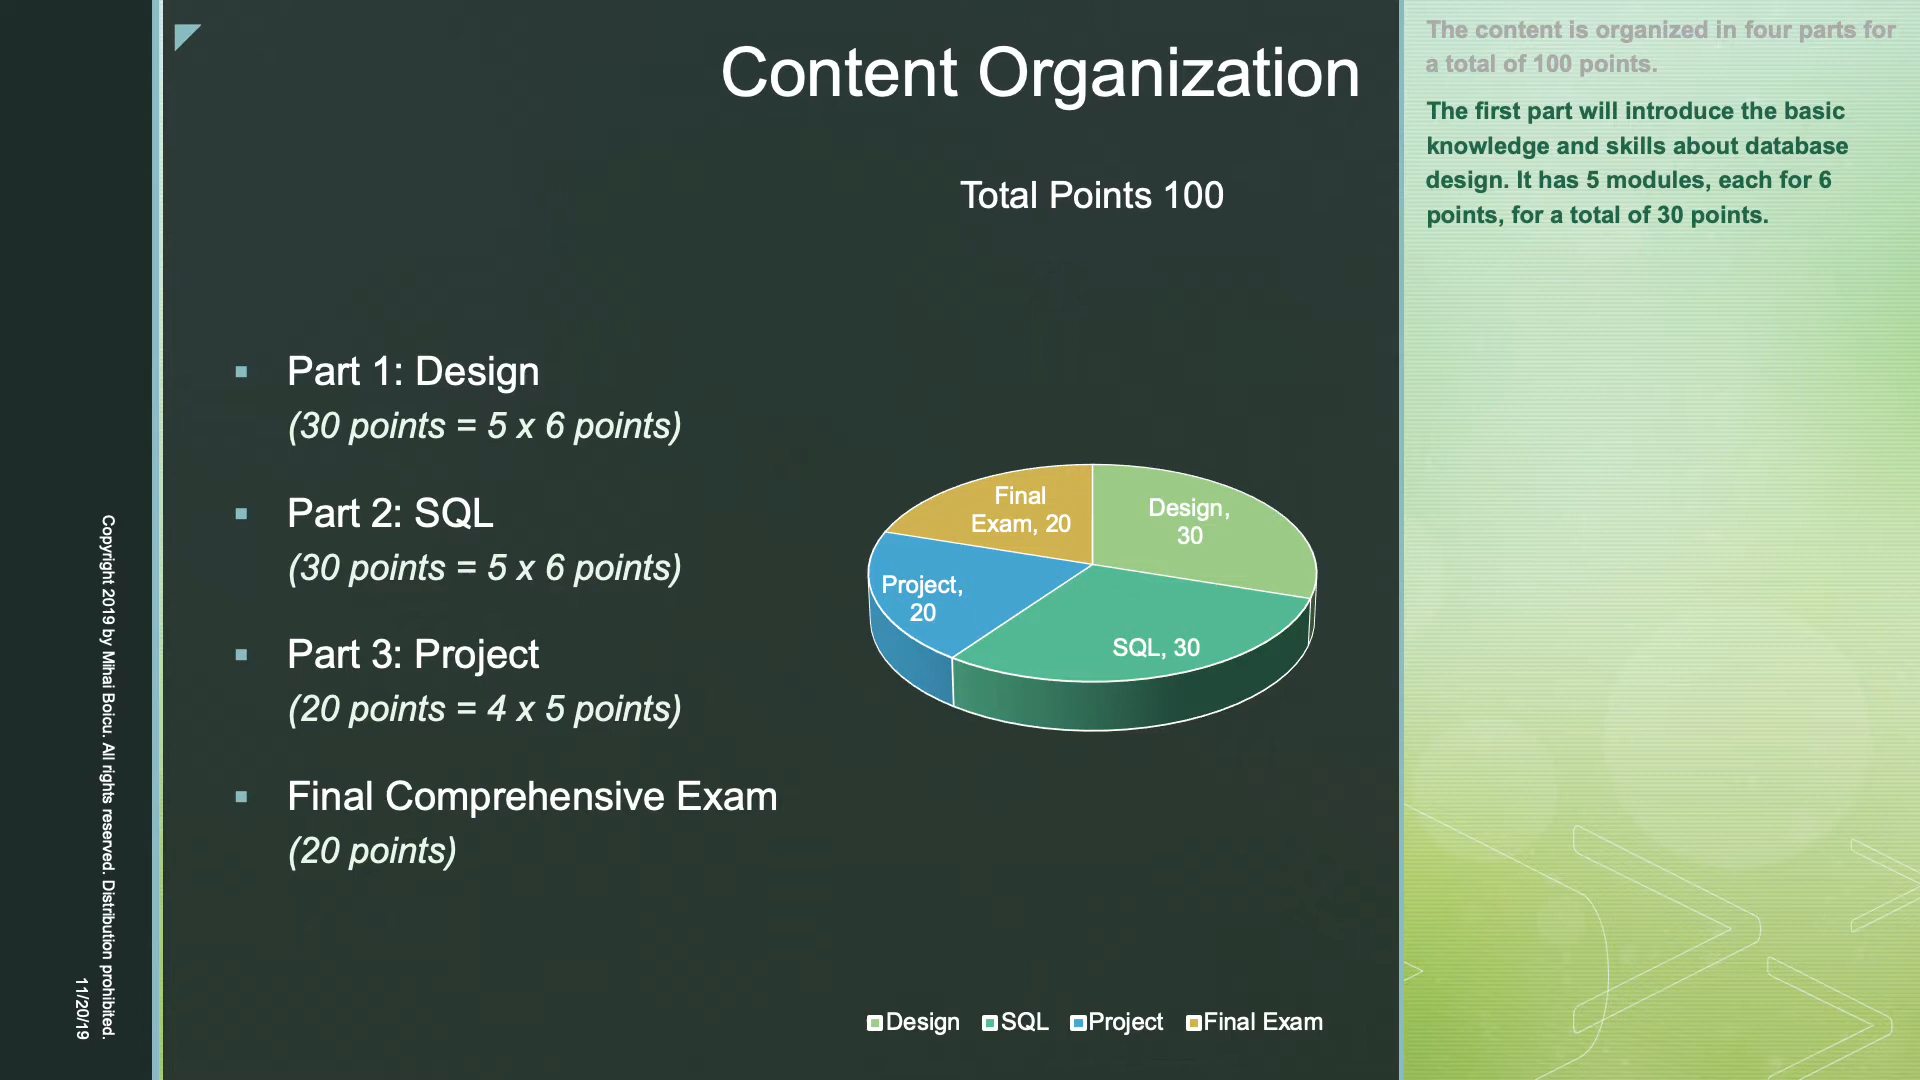 Content Organization
Total Points 100
▪ Part 1: Design
(30 points = 5 x 6 points)
▪ Part 2: SQL
(30 points = 5 x 6 points)
▪ Part 3: Project
(20 points = 4 x 5 points)
▪ Final Comprehensive Exam
(20 points)
Final
Exam, 20
Design,
30
Project,
20
SQL, 30
Design SQL Project Final Exam
The content is organized in four parts for
a total of 100 points.
The first part will introduce the basic
knowledge and skills about database
design. It has 5 modules, each for 6
points, for a total of 30 points.
Copyright 2019 by Mihai Boicu. All rights reserved. Distribution prohibited.
11/20/19